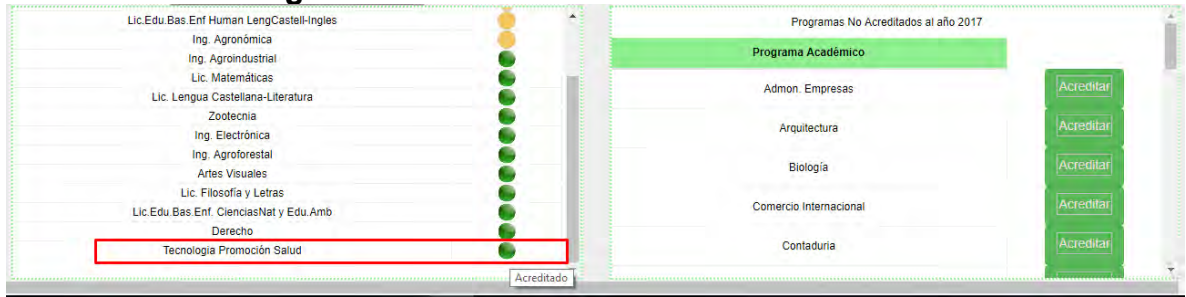 Lic.Edu.Bas.Enf Human LengCastell-Ingles
Ing. Agronómica
Ing. Agroindustrial
Lic. Matemáticas
Lic. Lengua Castellana-Literatura
Zootecnia
Ing. Electrónica
Ing. Agroforestal
Artes Visuales
Lic. Filosofía y Letras
Lic.Edu.Bas.Enf. CienciasNat y Edu.Amb
Derecho
Tecnología Promoción Salud
Acreditado
Programas No Acreditados al año 2017
Programa Académico
Admon. Empresas
Acreditar
Arquitectura
Acreditar
Biología
Acreditar
Comercio Internacional
Acreditar
Contaduria
Acreditar